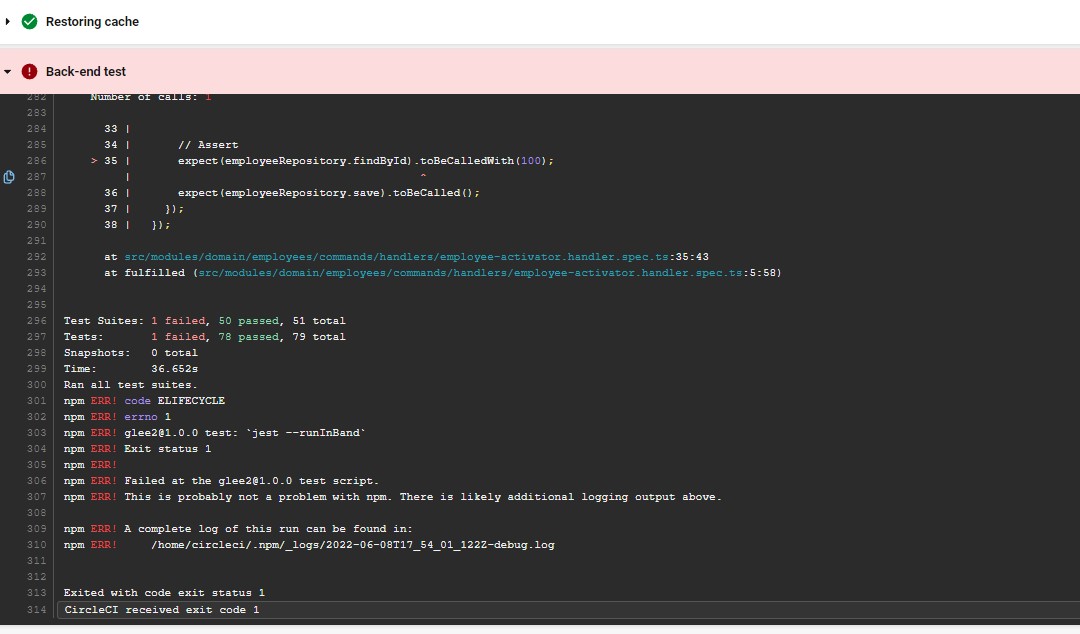 Restoring cache
Back-end test
282 Number of calls: 1
283
284 33 |
285 34 | // Assert
286 > 35 | expect(employeeRepository.findById).toBeCalledWith(100);
287 | ^
288 36 | expect(employeeRepository.save).toBeCalled();
289 37 | });
290 38 | });
291
292 at src/modules/domain/employees/commands/handlers/employee-activator.handler.spec.ts:35:43
293 at fulfilled (src/modules/domain/employees/commands/handlers/employee-activator.handler.spec.ts:5:58)
294
295
296 Test Suites: 1 failed, 50 passed, 51 total
297 Tests: 1 failed, 78 passed, 79 total
298 Snapshots: 0 total
299 Time: 36.652s
300 Ran all test suites.
301 npm ERR! code ELIFECYCLE
302 npm ERR! errno 1
303 npm ERR! glee2@1.0.0 test: `jest --runInBand`
304 npm ERR! Exit status 1
305 npm ERR!
306 npm ERR! Failed at the glee2@1.0.0 test script.
307 npm ERR! This is probably not a problem with npm. There is likely additional logging output above.
308
309 npm ERR! A complete log of this run can be found in:
310 npm ERR! /home/circleci/.npm/_logs/2022-06-08T17_54_01_122Z-debug.log
311
312
313 Exited with code exit status 1
314 CircleCI received exit code 1